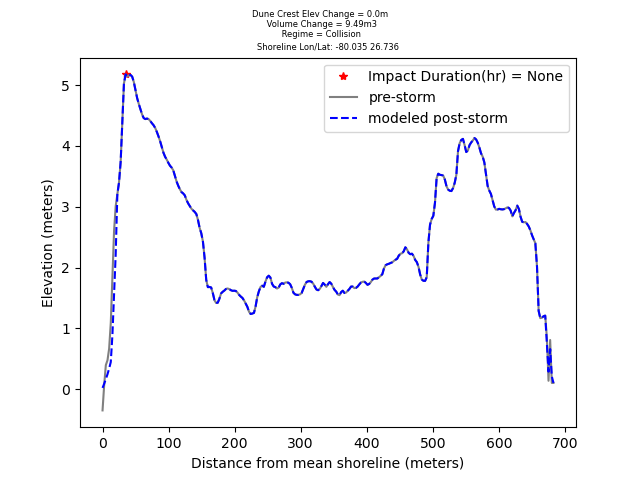 Dune Crest Elev Change = 0.0m
Volume Change = 9.49m3
Regime = Collision
Shoreline Lon/Lat: -80.035 26.736
Impact Duration(hr) = None
pre-storm
modeled post-storm
Elevation (meters)
5
4
3
2
1
0
0 100 200 300 400 500 600 700
Distance from mean shoreline (meters)